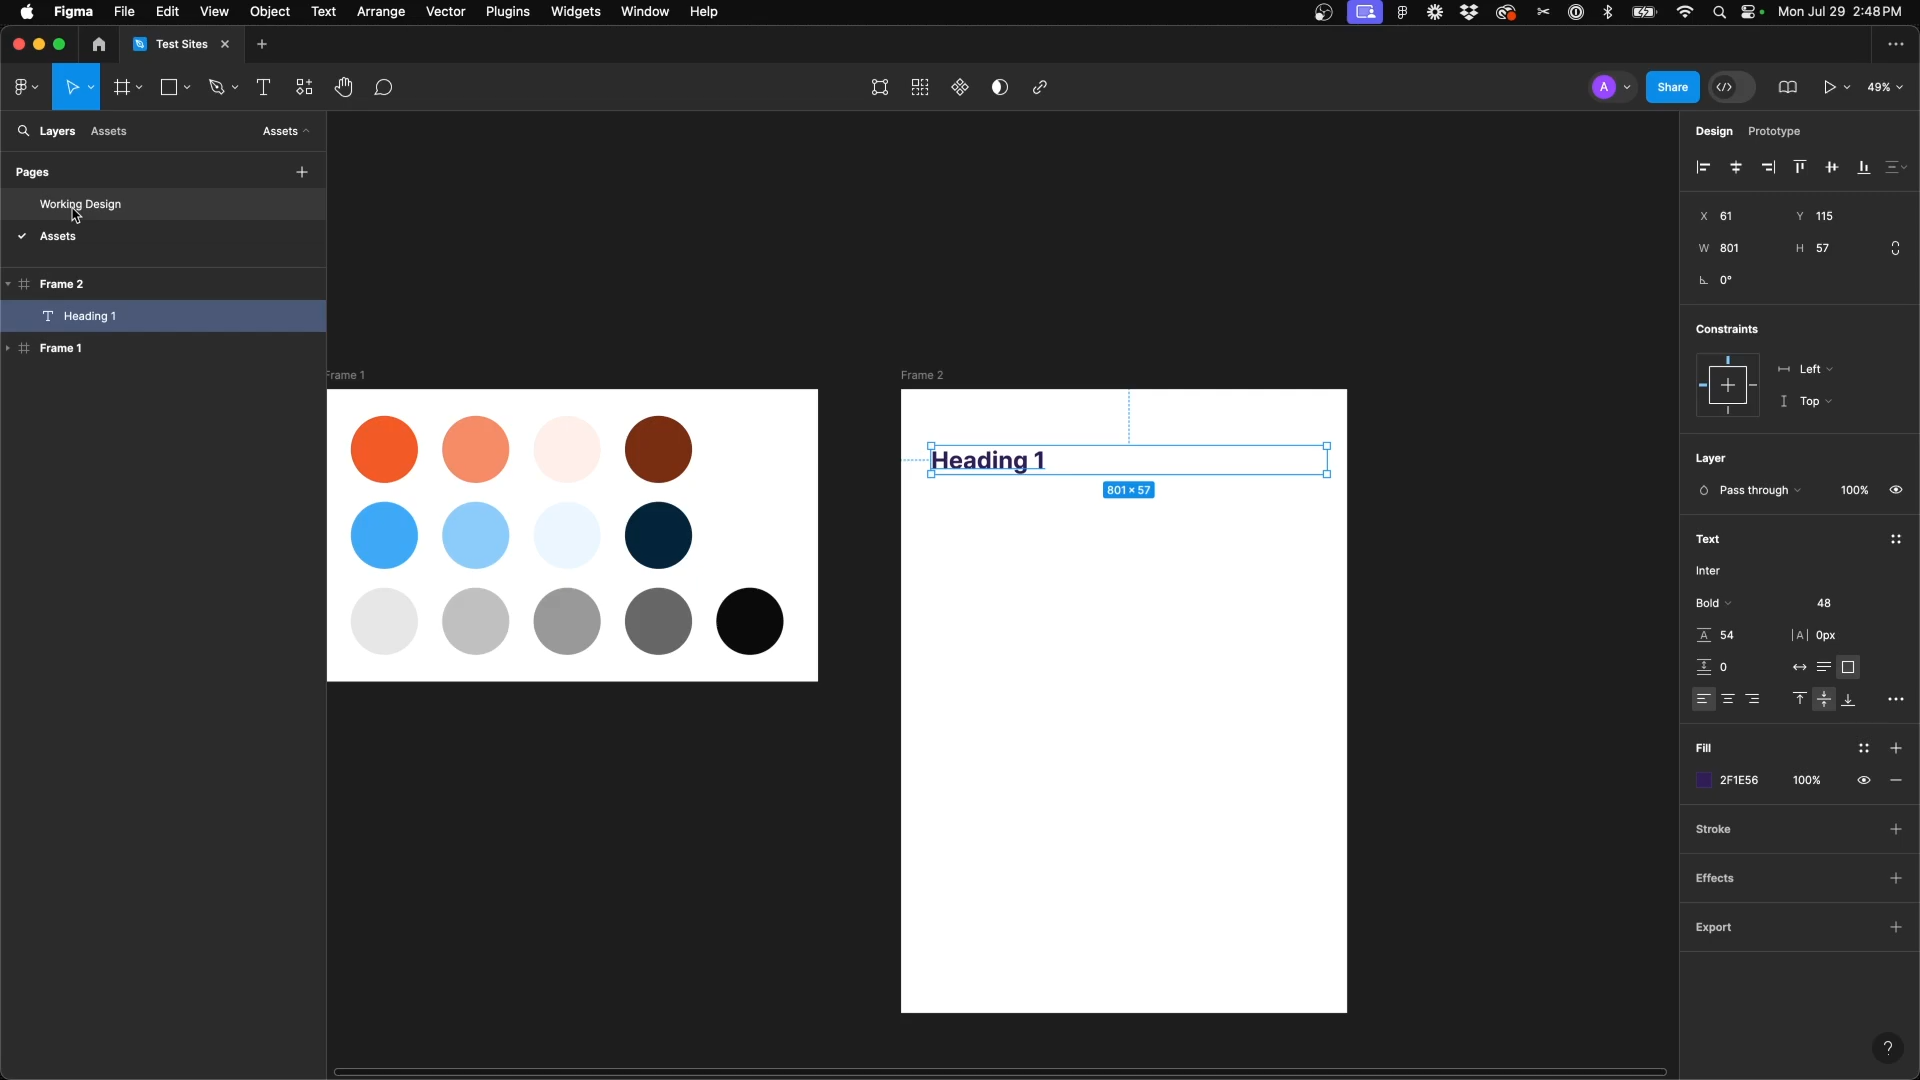 Figma File Edit View Object Text Arrange Vector Plugins Widgets Window Help Mon Jul 29 2:48 PM
Test Sites
A Share 49%
Layers Assets Assets
Pages
Working Design
Assets
Frame 2
Heading 1
Frame 1
Frame 1
Frame 2
Heading 1
801 × 57
Design Prototype
X 61 Y 115
W 801 H 57
0°
Constraints
Left
Top
Layer
Pass through 100%
Text
Inter
Bold 48
54 0px
0
Fill
2F1E56 100%
Stroke
Effects
Export
?